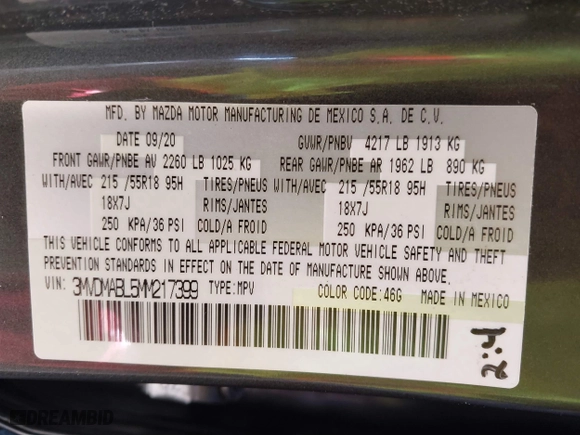 MFD. BY MAZDA MOTOR MANUFACTURING DE MEXICO S.A. DE C.V.
DATE 09/20 GVWR/PNBV 4217 LB 1913 KG
FRONT GAWR/PNBE AV 2260 LB 1025 KG REAR GAWR/PNBE AR 1962 LB 890 KG
WITH/AVEC 215 /55R18 95H TIRES/PNEUS WITH/AVEC 215 /55R18 95H TIRES/PNEUS
18X7J RIMS/JANTES 18X7J RIMS/JANTES
250 KPA/36 PSI COLD/A FROID 250 KPA/36 PSI COLD/A FROID
THIS VEHICLE CONFORMS TO ALL APPLICABLE FEDERAL MOTOR VEHICLE SAFETY AND THEFT
PREVENTION STANDARDS IN EFFECT ON THE DATE OF MANUFACTURE SHOWN ABOVE.
VIN: 3MVDMABL5MM217399 TYPE:MPV COLOR CODE:46G MADE IN MEXICO
DREAMBID